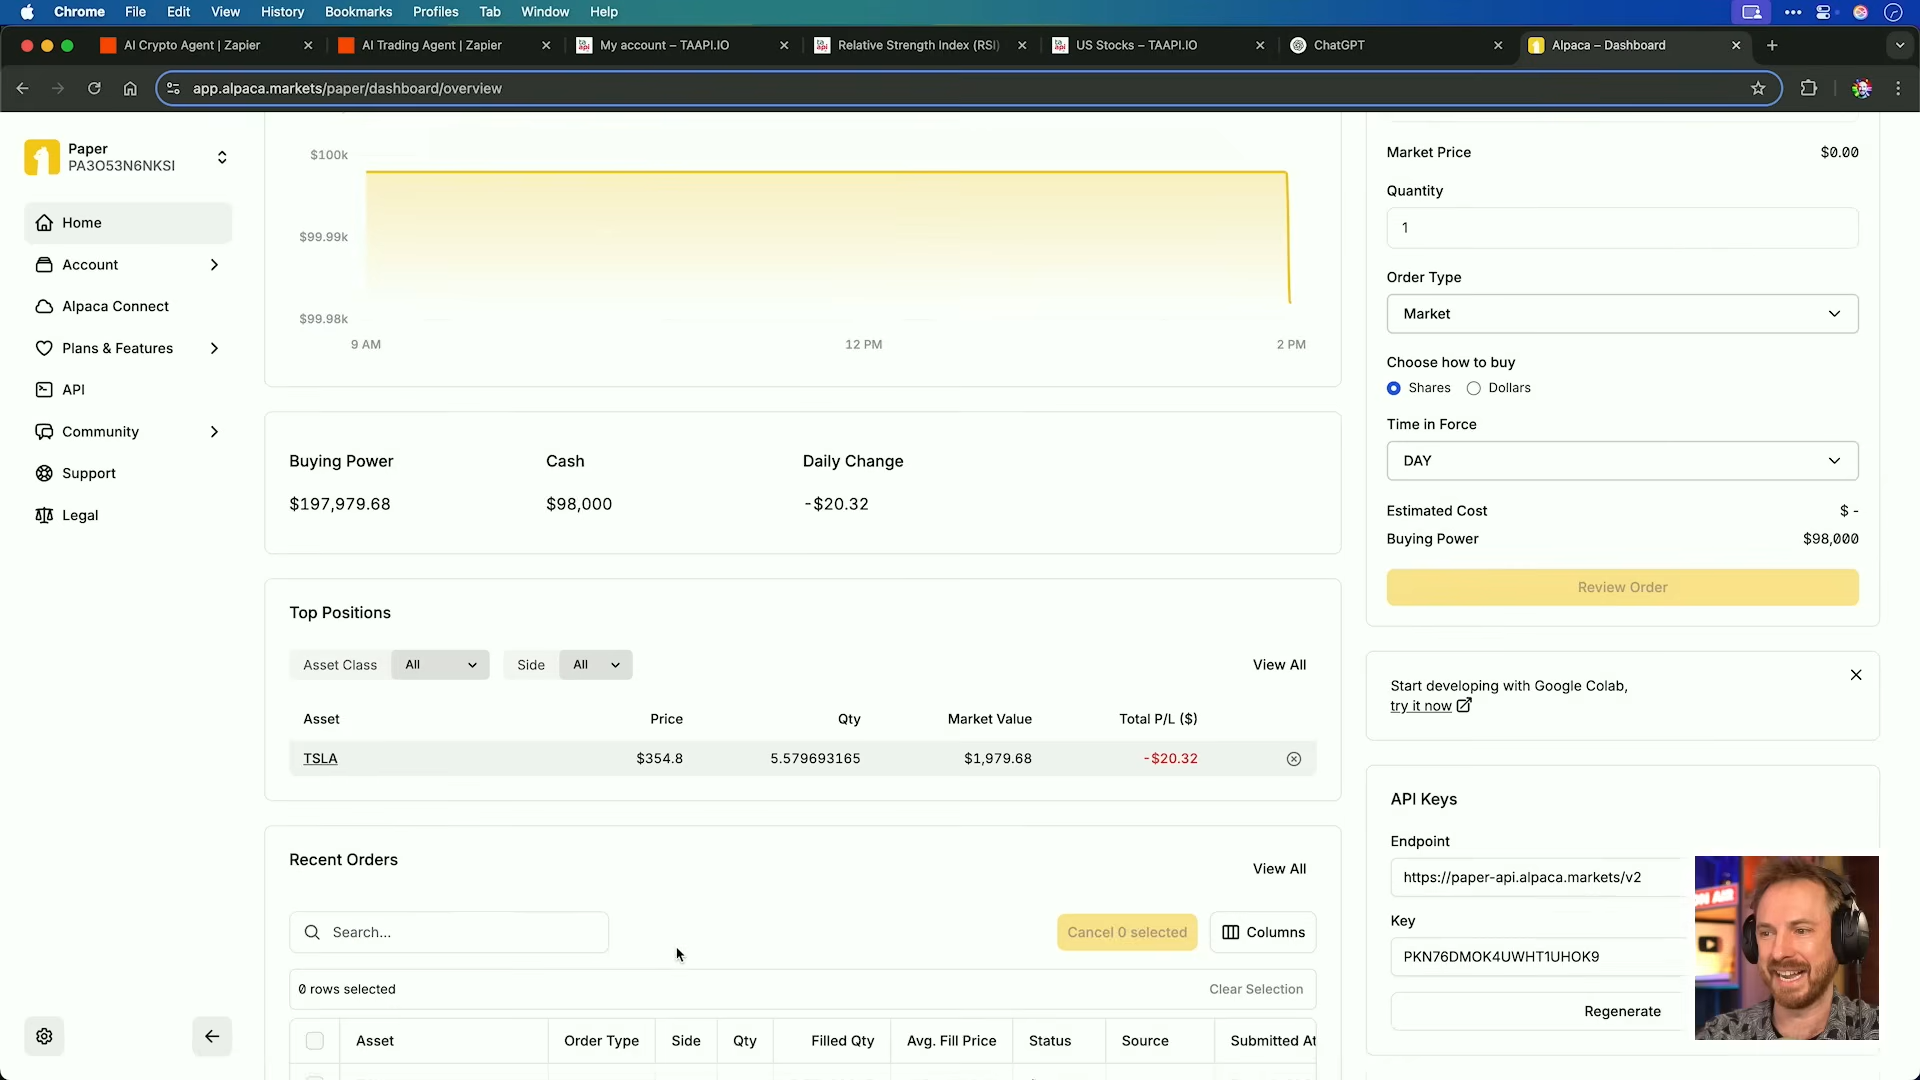 Chrome File Edit View History Bookmarks Profiles Tab Window Help
AI Crypto Agent | Zapier
AI Trading Agent | Zapier
My account – TAAPI.IO
Relative Strength Index (RSI)
US Stocks – TAAPI.IO
ChatGPT
Alpaca – Dashboard
app.alpaca.markets/paper/dashboard/overview
Paper
PA3O53N6NKSI
Home
Account
Alpaca Connect
Plans & Features
API
Community
Support
Legal
$100k
$99.99k
$99.98k
9 AM 12 PM 2 PM
Buying Power Cash Daily Change
$197,979.68 $98,000 -$20.32
Top Positions
Asset Class All Side All View All
Asset Price Qty Market Value Total P/L ($)
TSLA $354.8 5.579693165 $1,979.68 -$20.32
Recent Orders
View All
Search... Cancel 0 selected Columns
0 rows selected Clear Selection
Asset Order Type Side Qty Filled Qty Avg. Fill Price Status Source Submitted At
Market Price $0.00
Quantity
1
Order Type
Market
Choose how to buy
Shares Dollars
Time in Force
DAY
Estimated Cost $ -
Buying Power $98,000
Review Order
Start developing with Google Colab,
try it now
API Keys
Endpoint
https://paper-api.alpaca.markets/v2
Key
PKN76DMOK4UWHT1UHOK9
Regenerate
ON AIR